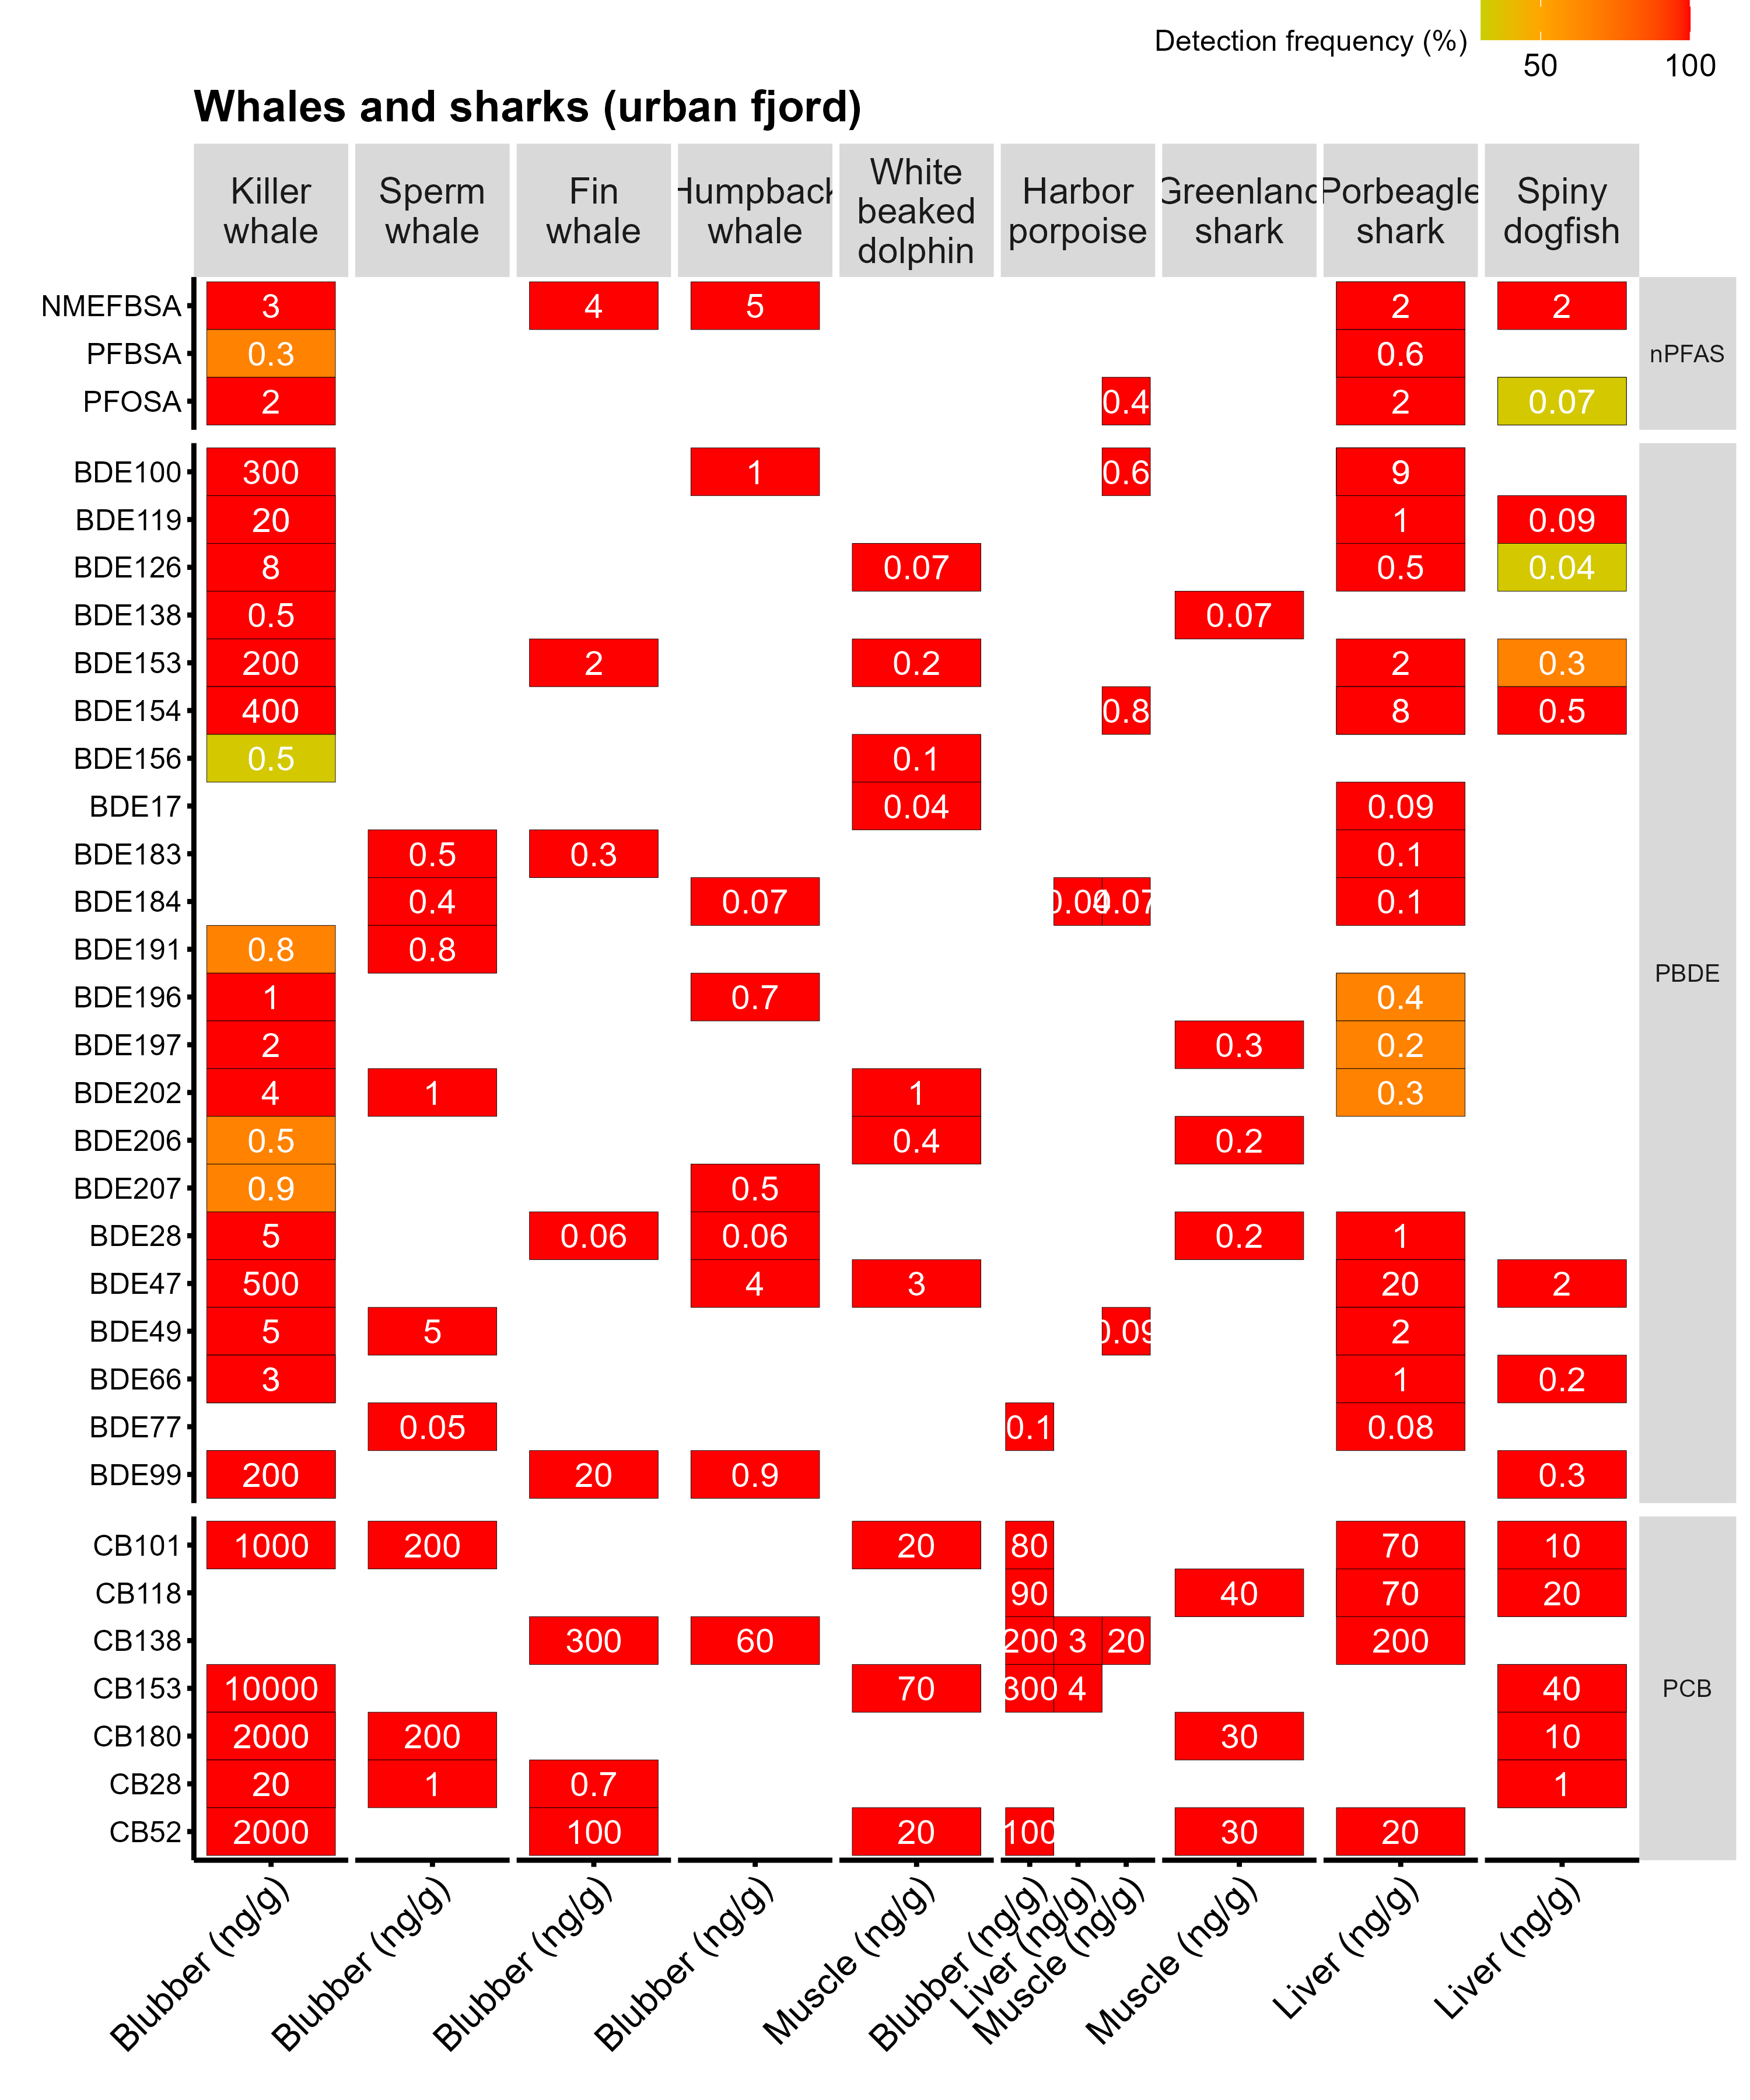 Detection frequency (%)
50 100
Whales and sharks (urban fjord)
Killer whale Sperm whale Fin whale Humpback whale White beaked dolphin Harbor porpoise Greenland shark Porbeagle shark Spiny dogfish
NMEFBSA 3 4 5 2 2
PFBSA 0.3 0.6
nPFAS
PFOSA 2 0.4 2 0.07
BDE100 300 1 0.6 9
BDE119 20 1 0.09
BDE126 8 0.07 0.5 0.04
BDE138 0.5 0.07
BDE153 200 2 0.2 2 0.3
BDE154 400 0.8 8 0.5
BDE156 0.5 0.1
BDE17 0.04 0.09
BDE183 0.5 0.3 0.1
BDE184 0.4 0.07 0.04 0.07 0.1
BDE191 0.8 0.8
PBDE
BDE196 1 0.7 0.4
BDE197 2 0.3 0.2
BDE202 4 1 1 0.3
BDE206 0.5 0.4 0.2
BDE207 0.9 0.5
BDE28 5 0.06 0.06 0.2 1
BDE47 500 4 3 20 2
BDE49 5 5 0.09 2
BDE66 3 1 0.2
BDE77 0.05 0.1 0.08
BDE99 200 20 0.9 0.3
CB101 1000 200 20 80 70 10
CB118 90 40 70 20
CB138 300 60 200 3 20 200
CB153 10000 70 300 4 40
PCB
CB180 2000 200 30 10
CB28 20 1 0.7 1
CB52 2000 100 20 100 30 20
Blubber (ng/g)
Blubber (ng/g)
Blubber (ng/g)
Blubber (ng/g)
Muscle (ng/g)
Blubber (ng/g)
Liver (ng/g)
Muscle (ng/g)
Muscle (ng/g)
Liver (ng/g)
Liver (ng/g)